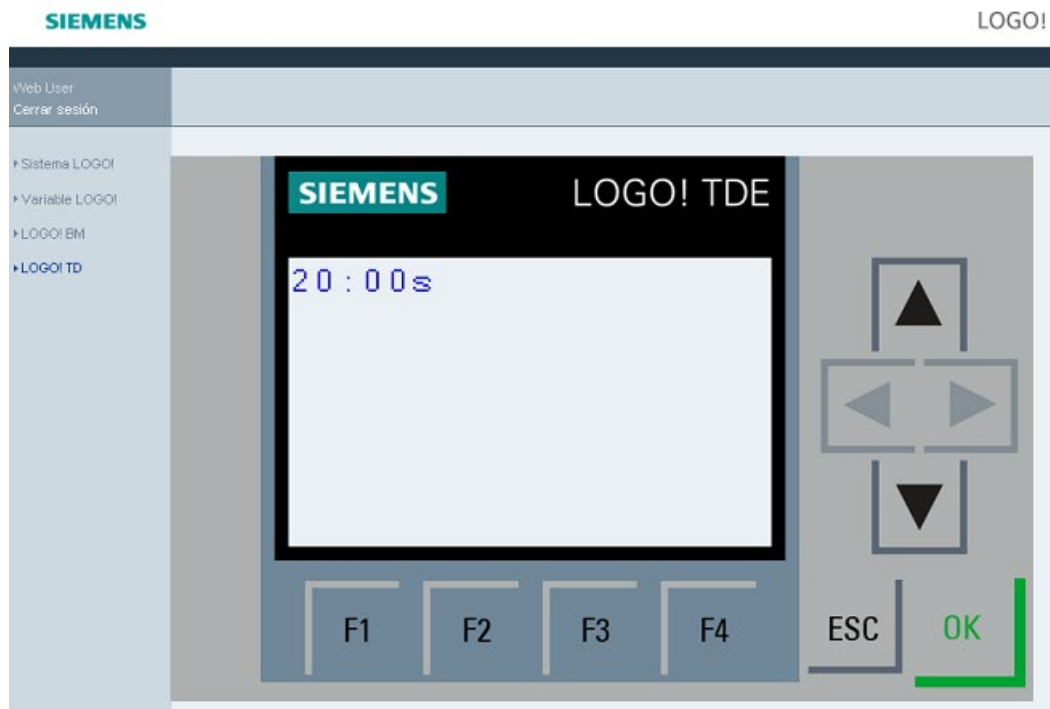 SIEMENS
LOGO!
Web User
Cerrar sesión
Sistema LOGO!
Variable LOGO!
LOGO! BM
LOGO! TD
SIEMENS
LOGO! TDE
20:00s
F1
F2
F3
F4
ESC
OK